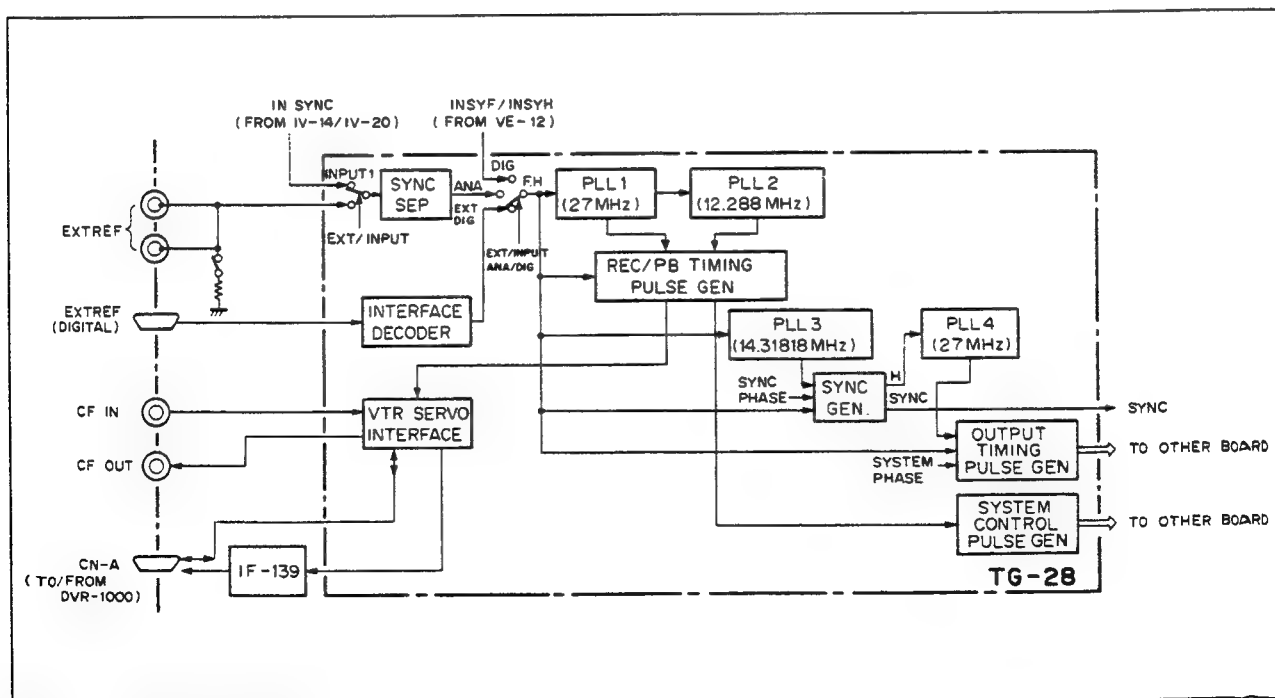 IN SYNC
(FROM IV-14/IV-20)
INSYF/INSYH
(FROM VE-12)
DIG
INPUT1
F.H
SYNC
SEP
ANA
EXT
DIG
PLL1
(27MHz)
PLL2
(12.288MHz)
EXTREF
EXT/INPUT
EXT/INPUT
ANA/DIG
REC/PB TIMING
PULSE GEN
EXTREF
(DIGITAL)
INTERFACE
DECODER
PLL3
(14.31818MHz)
PLL4
(27MHz)
SYNC
PHASE
SYNC
GEN.
H
SYNC
SYNC
CF IN
VTR SERVO
INTERFACE
CF OUT
OUTPUT
TIMING
PULSE GEN
TO OTHER BOARD
SYSTEM
PHASE
SYSTEM
CONTROL
PULSE GEN
TO OTHER BOARD
CN-A
(TO/FROM
DVR-1000)
IF-139
TG-28